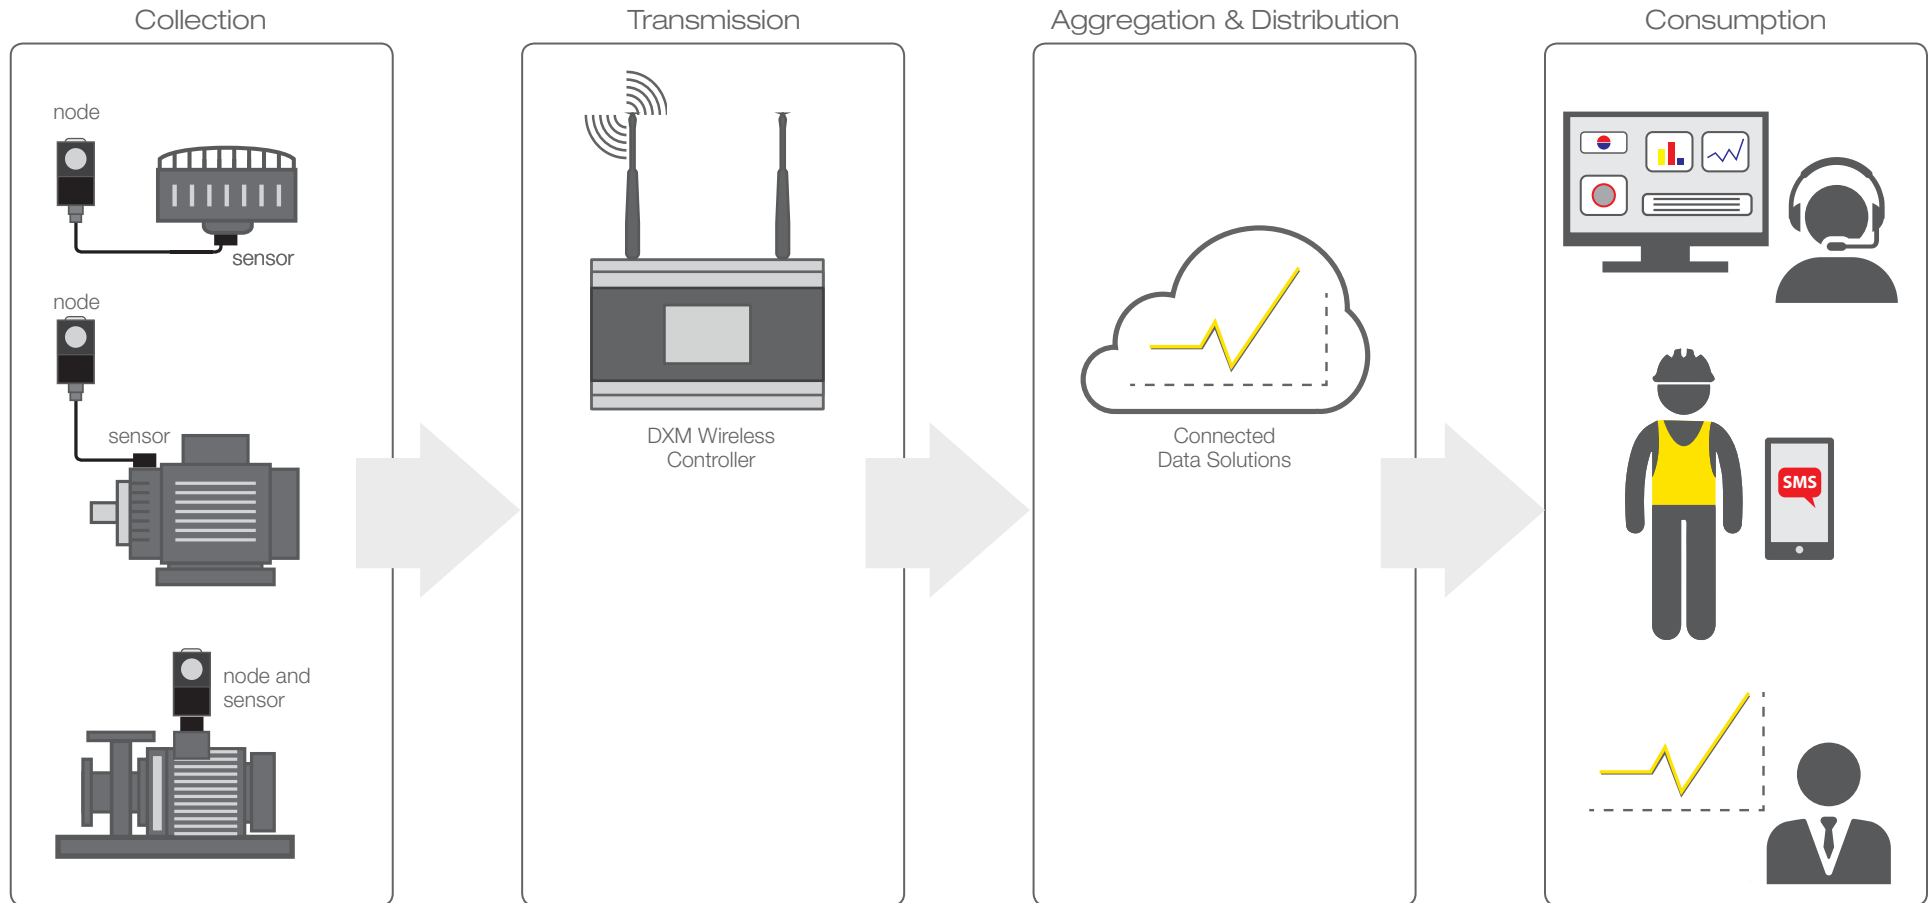 Collection
Transmission
Aggregation & Distribution
Consumption
node
sensor
node
sensor
node and
sensor
DXM Wireless
Controller
Connected
Data Solutions
SMS